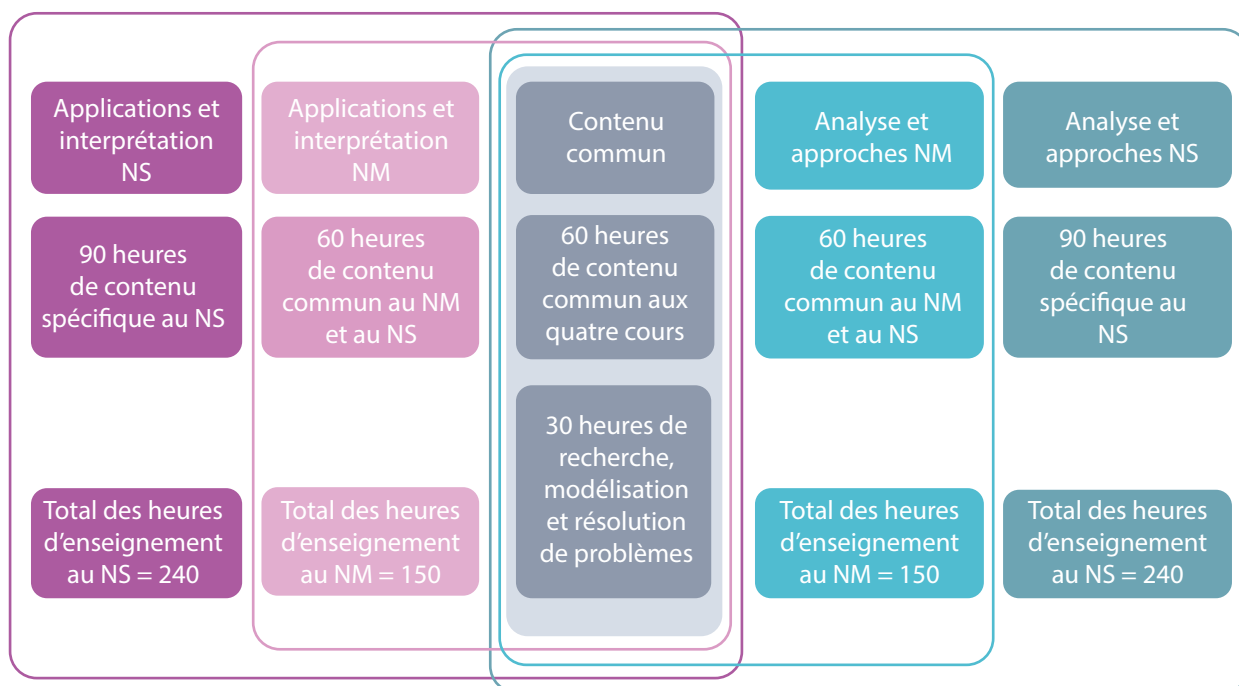 Applications et
interprétation
NS
Applications et
interprétation
NM
Contenu
commun
Analyse et
approches NM
Analyse et
approches NS
90 heures
de contenu
spécifique au NS
60 heures
de contenu
commun au NM
et au NS
60 heures
de contenu
commun aux
quatre cours
60 heures
de contenu
commun au NM
et au NS
90 heures
de contenu
spécifique au
NS
30 heures de
recherche,
modélisation
et résolution
de problèmes
Total des heures
d’enseignement
au NS = 240
Total des heures
d’enseignement
au NM = 150
Total des heures
d’enseignement
au NM = 150
Total des heures
d’enseignement
au NS = 240